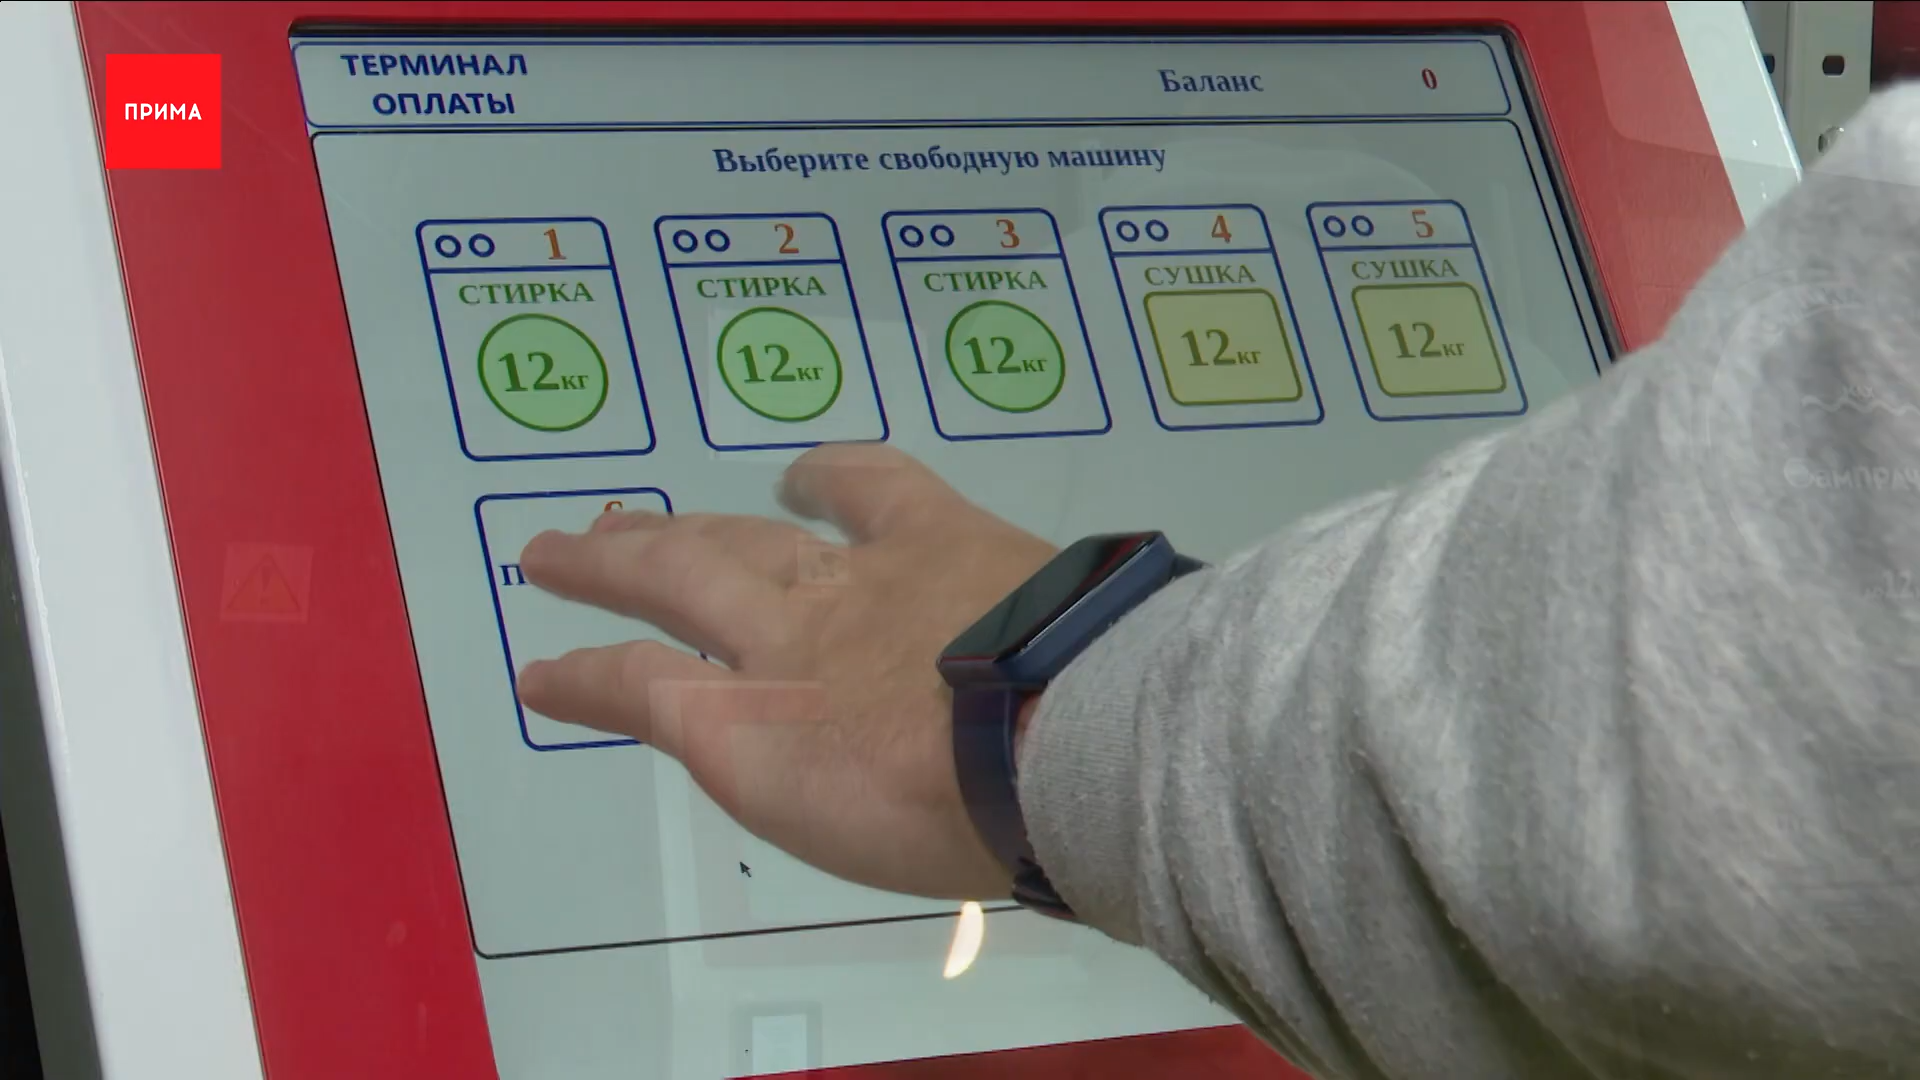 ПРИМА
ТЕРМИНАЛ
ОПЛАТЫ
Баланс 0
Выберите свободную машину
1 2 3 4 5
СТИРКА СТИРКА СТИРКА СУШКА СУШКА
12кг 12кг 12кг 12кг 12кг